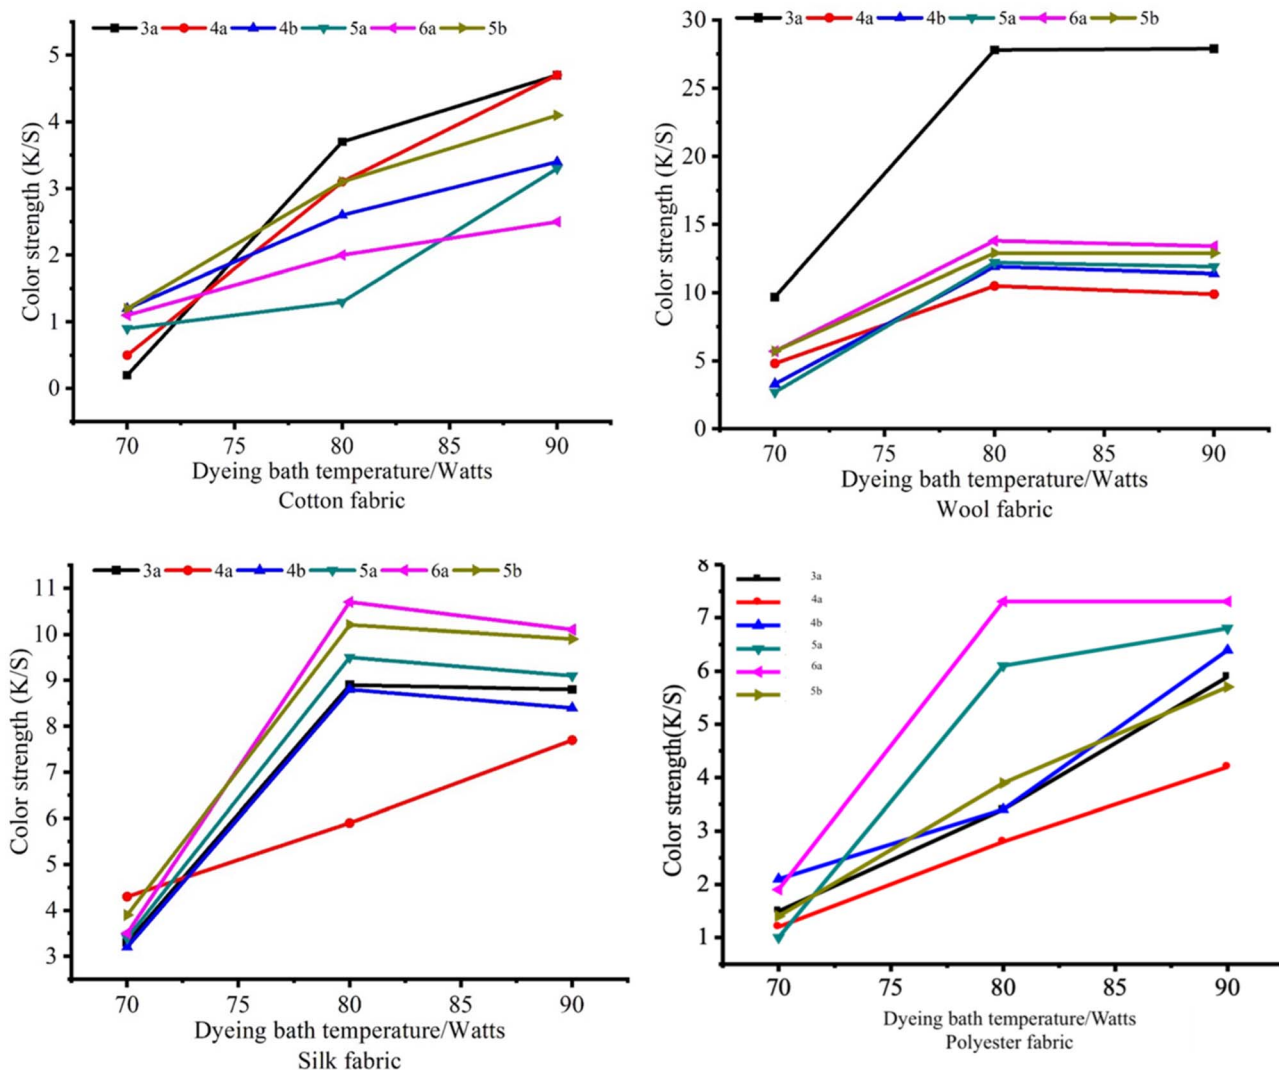 3a 4a 4b 5a 6a 5b
5
4
3
2
1
0
Color strength (K/S)
70 75 80 85 90
Dyeing bath temperature/Watts
Cotton fabric
3a 4a 4b 5a 6a 5b
30
25
20
15
10
5
0
Color strength (K/S)
70 75 80 85 90
Dyeing bath temperature/Watts
Wool fabric
3a 4a 4b 5a 6a 5b
11
10
9
8
7
6
5
4
3
Color strength (K/S)
70 75 80 85 90
Dyeing bath temperature/Watts
Silk fabric
3a
4a
4b
5a
6a
5b
8
7
6
5
4
3
2
1
Color strength(K/S)
70 75 80 85 90
Dyeing bath temperature/Watts
Polyester fabric